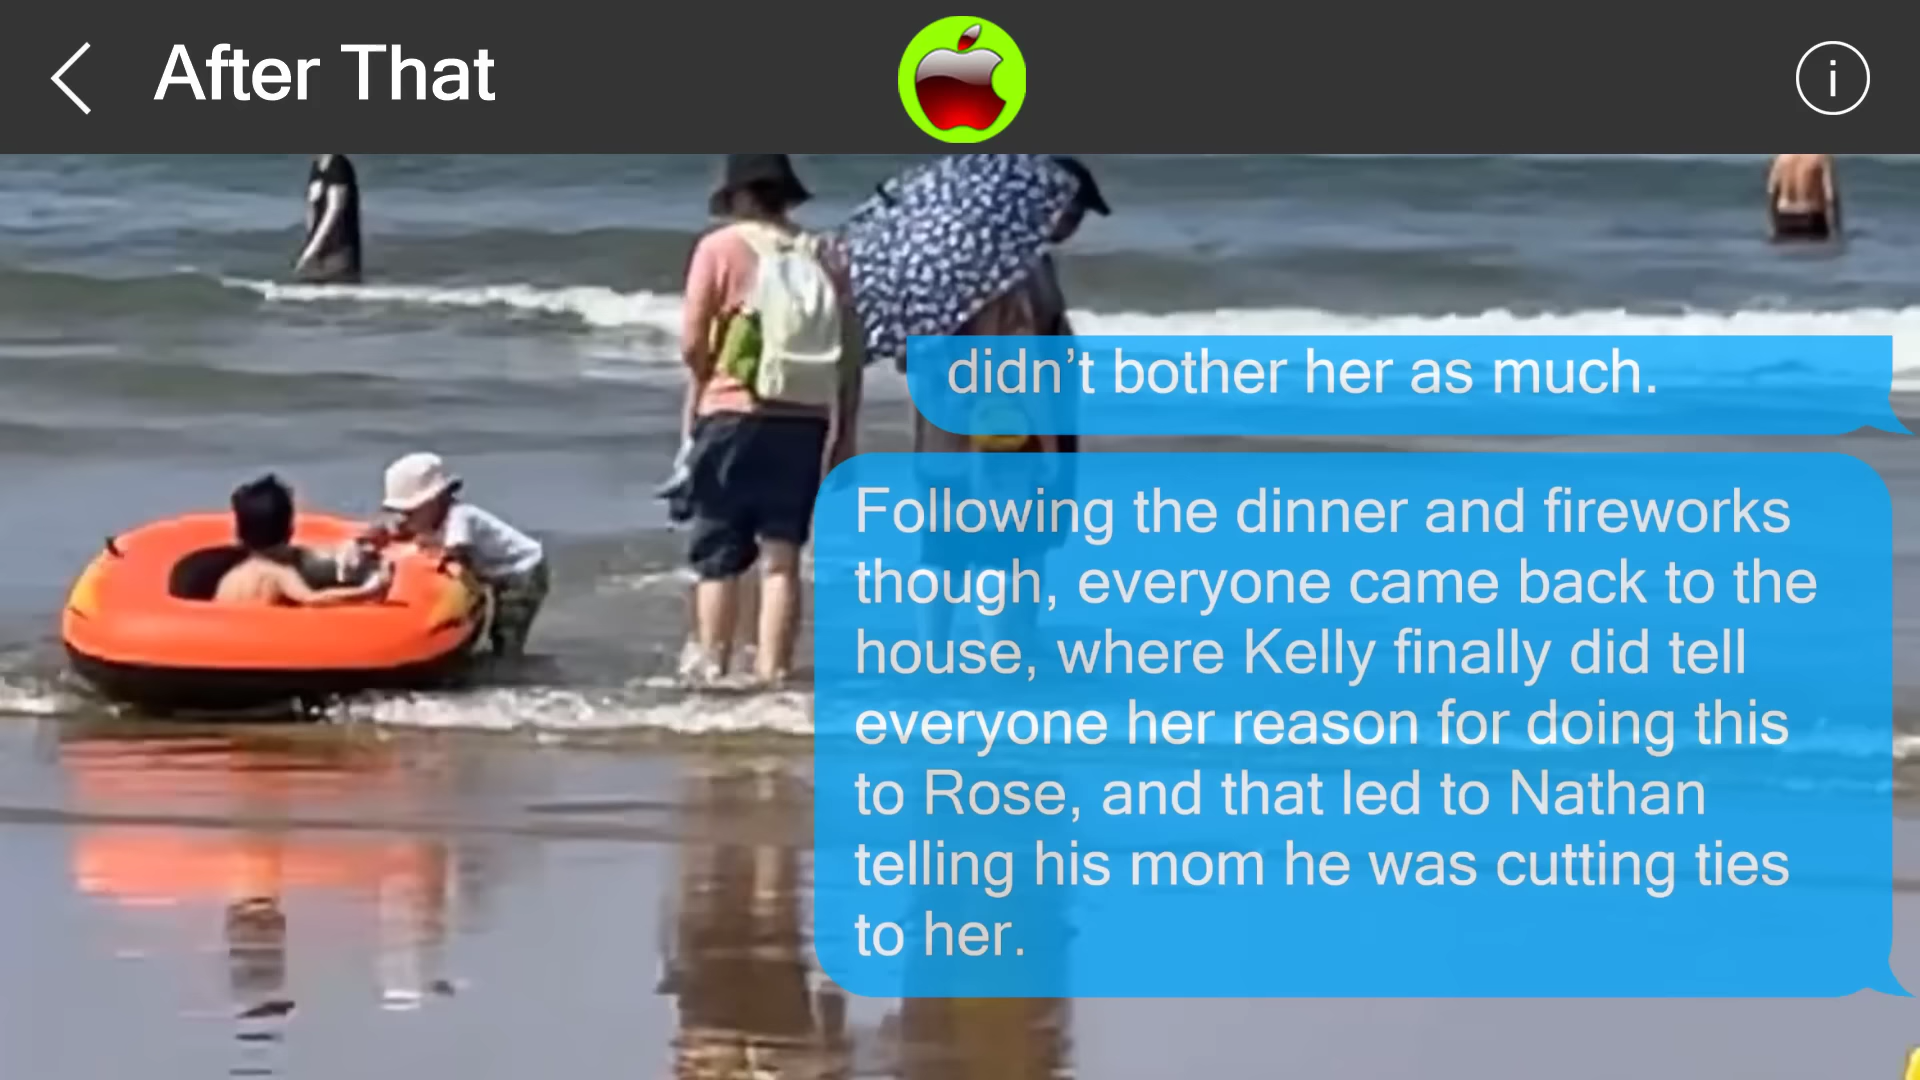 After That
i
didn’t bother her as much.
Following the dinner and fireworks
though, everyone came back to the
house, where Kelly finally did tell
everyone her reason for doing this
to Rose, and that led to Nathan
telling his mom he was cutting ties
to her.